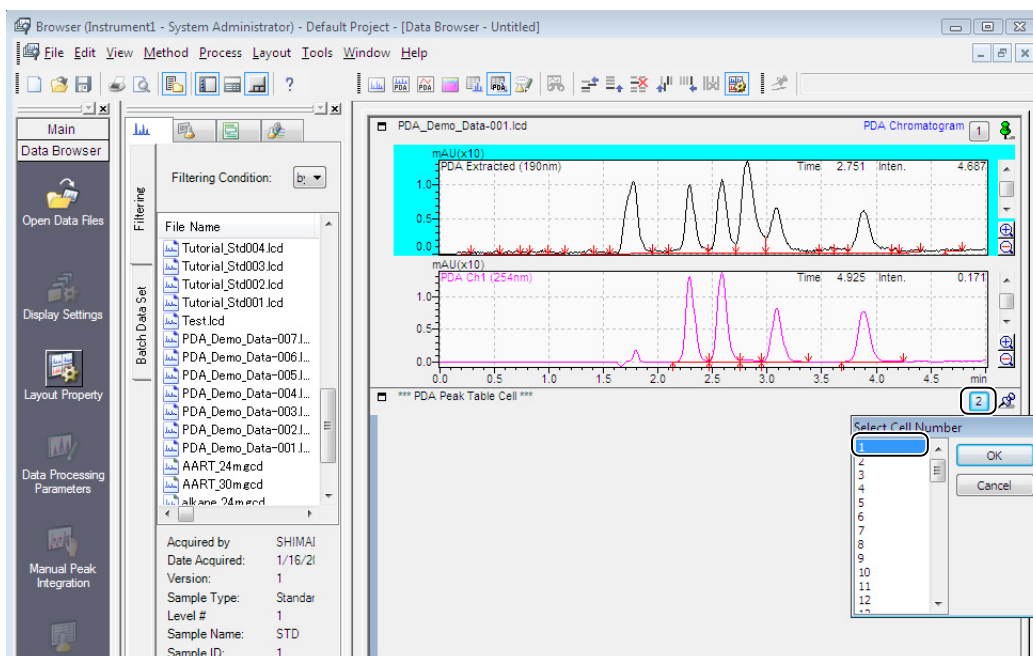 Browser (Instrument1 - System Administrator) - Default Project - [Data Browser - Untitled]
File Edit View Method Process Layout Tools Window Help
Main
Data Browser
Open Data Files
Display Settings
Layout Property
Data Processing
Parameters
Manual Peak
Integration
Filtering
Batch Data Set
Filtering Condition: by
File Name
Tutorial_Std004.lcd
Tutorial_Std003.lcd
Tutorial_Std002.lcd
Tutorial_Std001.lcd
Test.lcd
PDA_Demo_Data-007.l...
PDA_Demo_Data-006.l...
PDA_Demo_Data-005.l...
PDA_Demo_Data-004.l...
PDA_Demo_Data-003.l...
PDA_Demo_Data-002.l...
PDA_Demo_Data-001.l...
AART_24m.gcd
AART_30m.gcd
alkane_24m.gcd
Acquired by SHIMA
Date Acquired: 1/16/20
Version: 1
Sample Type: Standar
Level # 1
Sample Name: STD
Sample ID: 1
PDA_Demo_Data-001.lcd PDA Chromatogram 1
mAU(x10)
PDA Extracted (190nm) Time 2.751 Inten. 4.687
1.0
0.5
0.0
mAU(x10)
PDA Ch1 (254nm) Time 4.925 Inten. 0.171
1.0
0.5
0.0
0.0 0.5 1.0 1.5 2.0 2.5 3.0 3.5 4.0 4.5 min
*** PDA Peak Table Cell *** 2
Select Cell Number
1
2
3
4
5
6
7
8
9
10
11
12
OK
Cancel